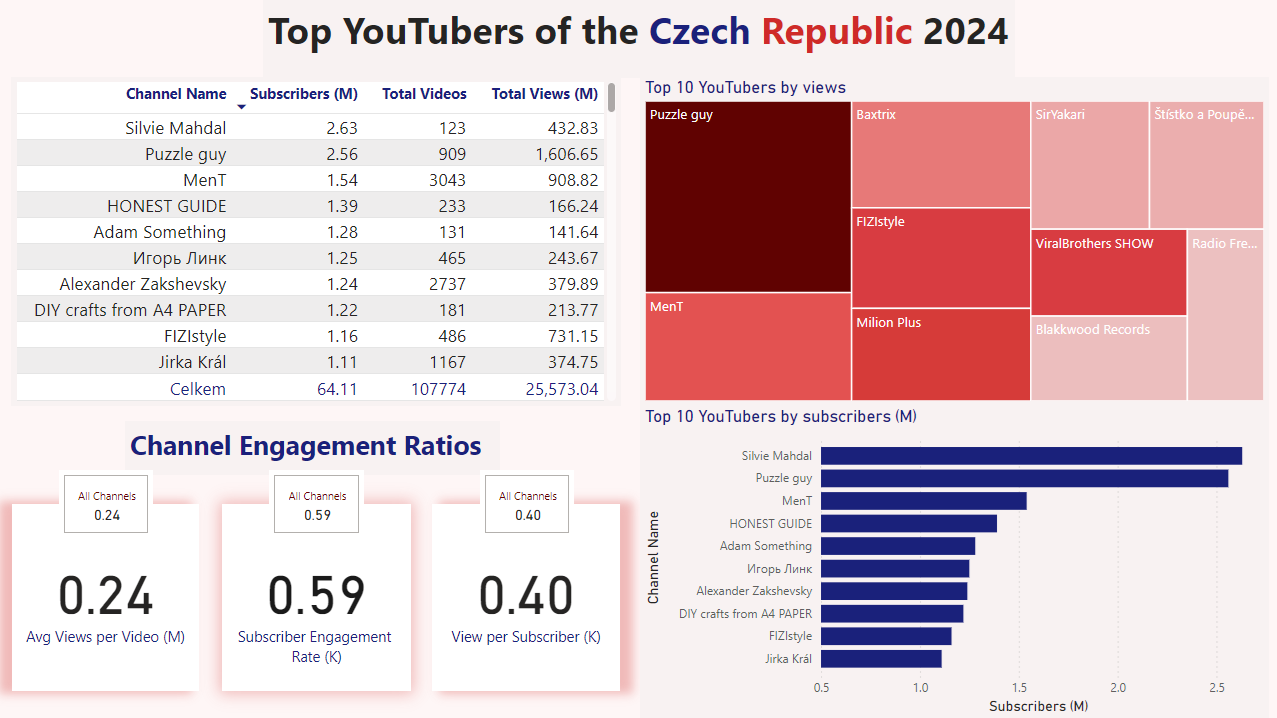 Top YouTubers of the Czech Republic 2024
Channel Name Subscribers (M) Total Videos Total Views (M)
Silvie Mahdal 2.63 123 432.83
Puzzle guy 2.56 909 1,606.65
MenT 1.54 3043 908.82
HONEST GUIDE 1.39 233 166.24
Adam Something 1.28 131 141.64
Игорь Линк 1.25 465 243.67
Alexander Zakshevsky 1.24 2737 379.89
DIY crafts from A4 PAPER 1.22 181 213.77
FIZIstyle 1.16 486 731.15
Jirka Král 1.11 1167 374.75
Celkem 64.11 107774 25,573.04
Top 10 YouTubers by views
Puzzle guy
Baxtrix
SirYakari
Štístko a Poupě...
FIZIstyle
ViralBrothers SHOW
Radio Fre...
MenT
Milion Plus
Blakkwood Records
Channel Engagement Ratios
All Channels
0.24
0.24
Avg Views per Video (M)
All Channels
0.59
0.59
Subscriber Engagement
Rate (K)
All Channels
0.40
0.40
View per Subscriber (K)
Top 10 YouTubers by subscribers (M)
Channel Name
Silvie Mahdal
Puzzle guy
MenT
HONEST GUIDE
Adam Something
Игорь Линк
Alexander Zakshevsky
DIY crafts from A4 PAPER
FIZIstyle
Jirka Král
0.5 1.0 1.5 2.0 2.5
Subscribers (M)